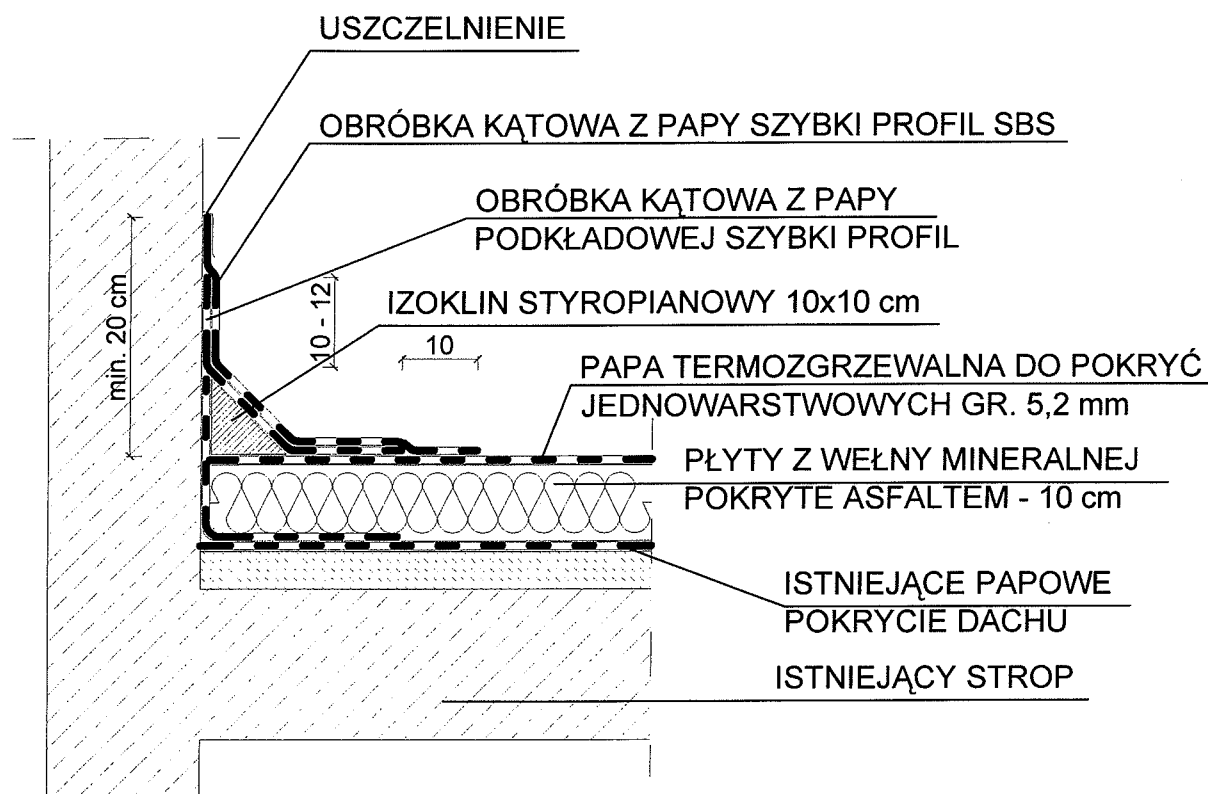 USZCZELNIENIE
OBRÓBKA KĄTOWA Z PAPY SZYBKI PROFIL SBS
OBRÓBKA KĄTOWA Z PAPY
PODKŁADOWEJ SZYBKI PROFIL
min. 20 cm
10 - 12
IZOKLIN STYROPIANOWY 10x10 cm
10
PAPA TERMOZGRZEWALNA DO POKRYĆ
JEDNOWARSTWOWYCH GR. 5,2 mm
PŁYTY Z WEŁNY MINERALNEJ
POKRYTE ASFALTEM - 10 cm
ISTNIEJĄCE PAPOWE
POKRYCIE DACHU
ISTNIEJĄCY STROP